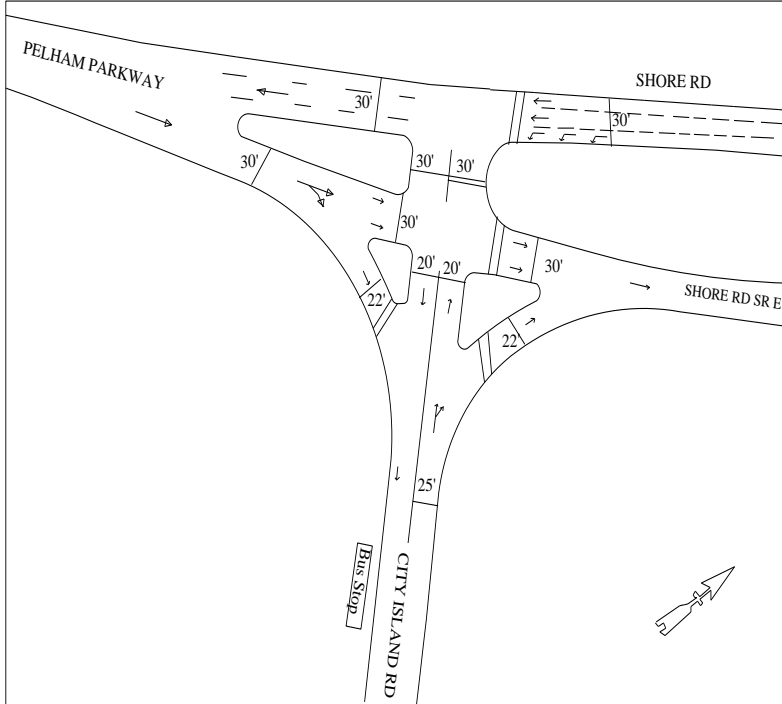 PELHAM PARKWAY
SHORE RD
30'
30'
30'
30'
30'
30'
20'
20'
30'
SHORE RD SR E
22'
22'
25'
Bus Stop
CITY ISLAND RD